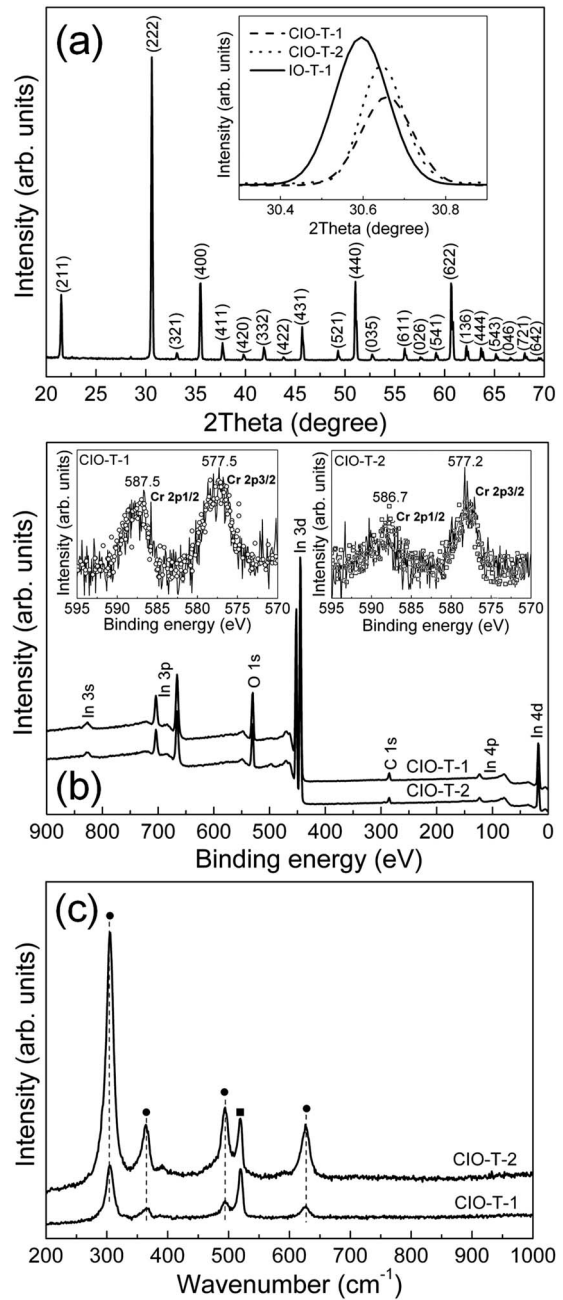 (a)
CIO-T-1
CIO-T-2
IO-T-1
Intensity (arb. units)
30.4 30.6 30.8
2Theta (degree)
Intensity (arb. units)
(211)
(222)
(321)
(400)
(411)
(420)
(332)
(422)
(431)
(521)
(440)
(035)
(611)
(026)
(541)
(622)
(136)
(444)
(543)
(046)
(721)
(642)
20 25 30 35 40 45 50 55 60 65 70
2Theta (degree)
CIO-T-1
577.5
587.5
Cr 2p3/2
Cr 2p1/2
Intensity (arb. units)
595 590 585 580 575 570
Binding energy (eV)
CIO-T-2
577.2
586.7
Cr 2p3/2
Cr 2p1/2
Intensity (arb. units)
595 590 585 580 575 570
Binding energy (eV)
Intensity (arb. units)
In 3s
In 3p
O 1s
In 3d
C 1s
In 4p
In 4d
CIO-T-1
CIO-T-2
(b)
900 800 700 600 500 400 300 200 100 0
Binding energy (eV)
(c)
Intensity (arb. units)
CIO-T-2
CIO-T-1
200 300 400 500 600 700 800 900 1000
Wavenumber (cm⁻¹)